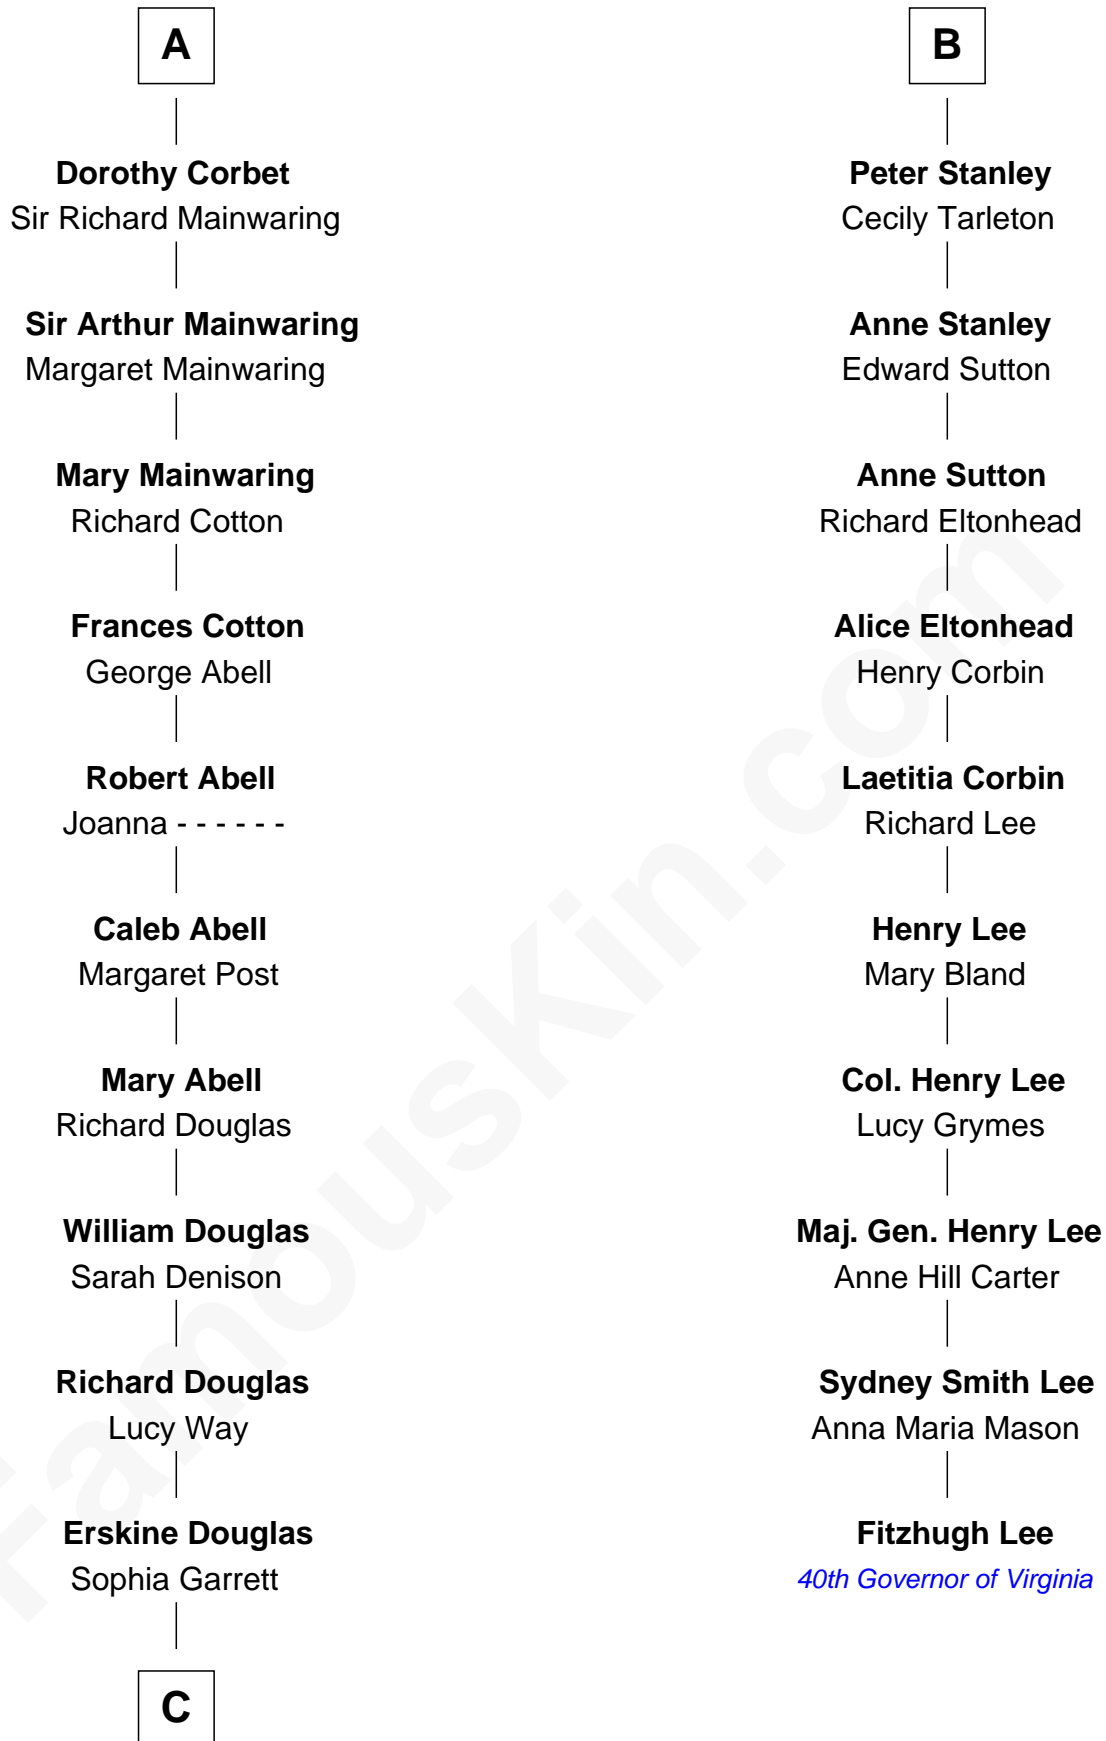 A
Dorothy Corbet
Sir Richard Mainwaring
Sir Arthur Mainwaring
Margaret Mainwaring
Mary Mainwaring
Richard Cotton
Frances Cotton
George Abell
Robert Abell
Joanna - - - - - -
Caleb Abell
Margaret Post
Mary Abell
Richard Douglas
William Douglas
Sarah Denison
Richard Douglas
Lucy Way
Erskine Douglas
Sophia Garrett
C
B
Peter Stanley
Cecily Tarleton
Anne Stanley
Edward Sutton
Anne Sutton
Richard Eltonhead
Alice Eltonhead
Henry Corbin
Laetitia Corbin
Richard Lee
Henry Lee
Mary Bland
Col. Henry Lee
Lucy Grymes
Maj. Gen. Henry Lee
Anne Hill Carter
Sydney Smith Lee
Anna Maria Mason
Fitzhugh Lee
40th Governor of Virginia
FamousKin.com